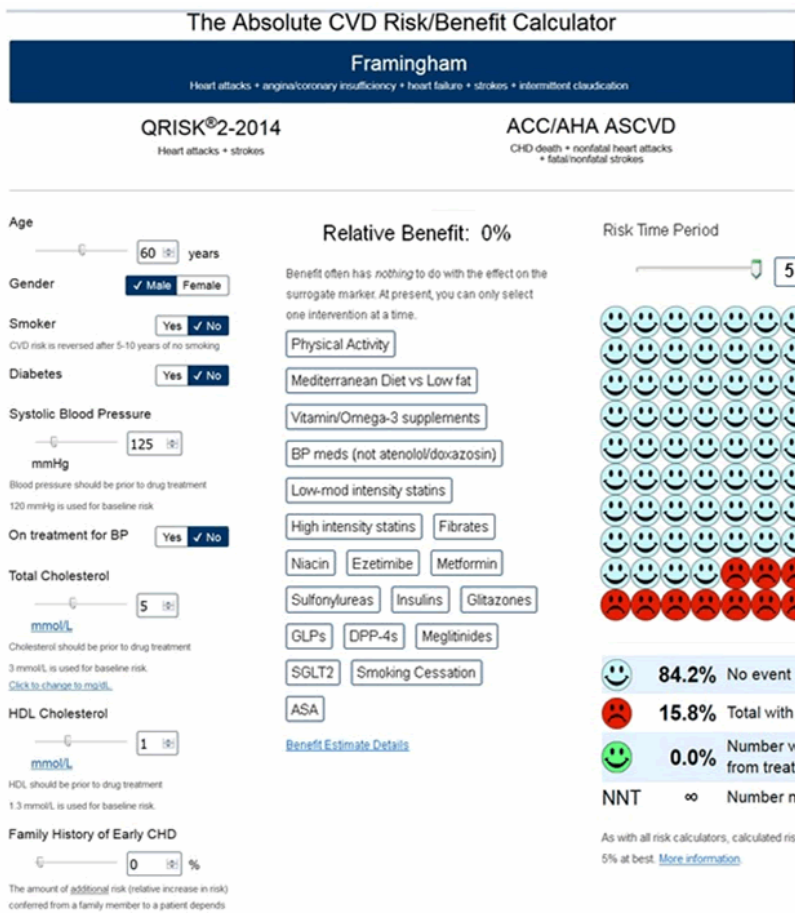 The Absolute CVD Risk/Benefit Calculator
Framingham
Heart attacks + angina/coronary insufficiency + heart failure + strokes + intermittent claudication
QRISK®2-2014
Heart attacks + strokes
ACC/AHA ASCVD
CHD death + nonfatal heart attacks
+ fatal/nonfatal strokes
Age
60 years
Gender
✓ Male Female
Smoker
Yes ✓ No
CVD risk is reversed after 5-10 years of no smoking
Diabetes
Yes ✓ No
Systolic Blood Pressure
125
mmHg
Blood pressure should be prior to drug treatment
120 mmHg is used for baseline risk
On treatment for BP
Yes ✓ No
Total Cholesterol
5
mmol/L
Cholesterol should be prior to drug treatment
3 mmol/L is used for baseline risk.
Click to change to mg/dL.
HDL Cholesterol
1
mmol/L
HDL should be prior to drug treatment
1.3 mmol/L is used for baseline risk.
Family History of Early CHD
0 %
The amount of additional risk (relative increase in risk)
conferred from a family member to a patient depends
Relative Benefit: 0%
Benefit often has nothing to do with the effect on the
surrogate marker. At present, you can only select
one intervention at a time.
Physical Activity
Mediterranean Diet vs Low fat
Vitamin/Omega-3 supplements
BP meds (not atenolol/doxazosin)
Low-mod intensity statins
High intensity statins Fibrates
Niacin Ezetimibe Metformin
Sulfonylureas Insulins Glitazones
GLPs DPP-4s Meglitinides
SGLT2 Smoking Cessation
ASA
Benefit Estimate Details
Risk Time Period
5
84.2% No event
15.8% Total with
0.0% Number w
from treat
NNT ∞ Number n
As with all risk calculators, calculated ris
5% at best. More information.